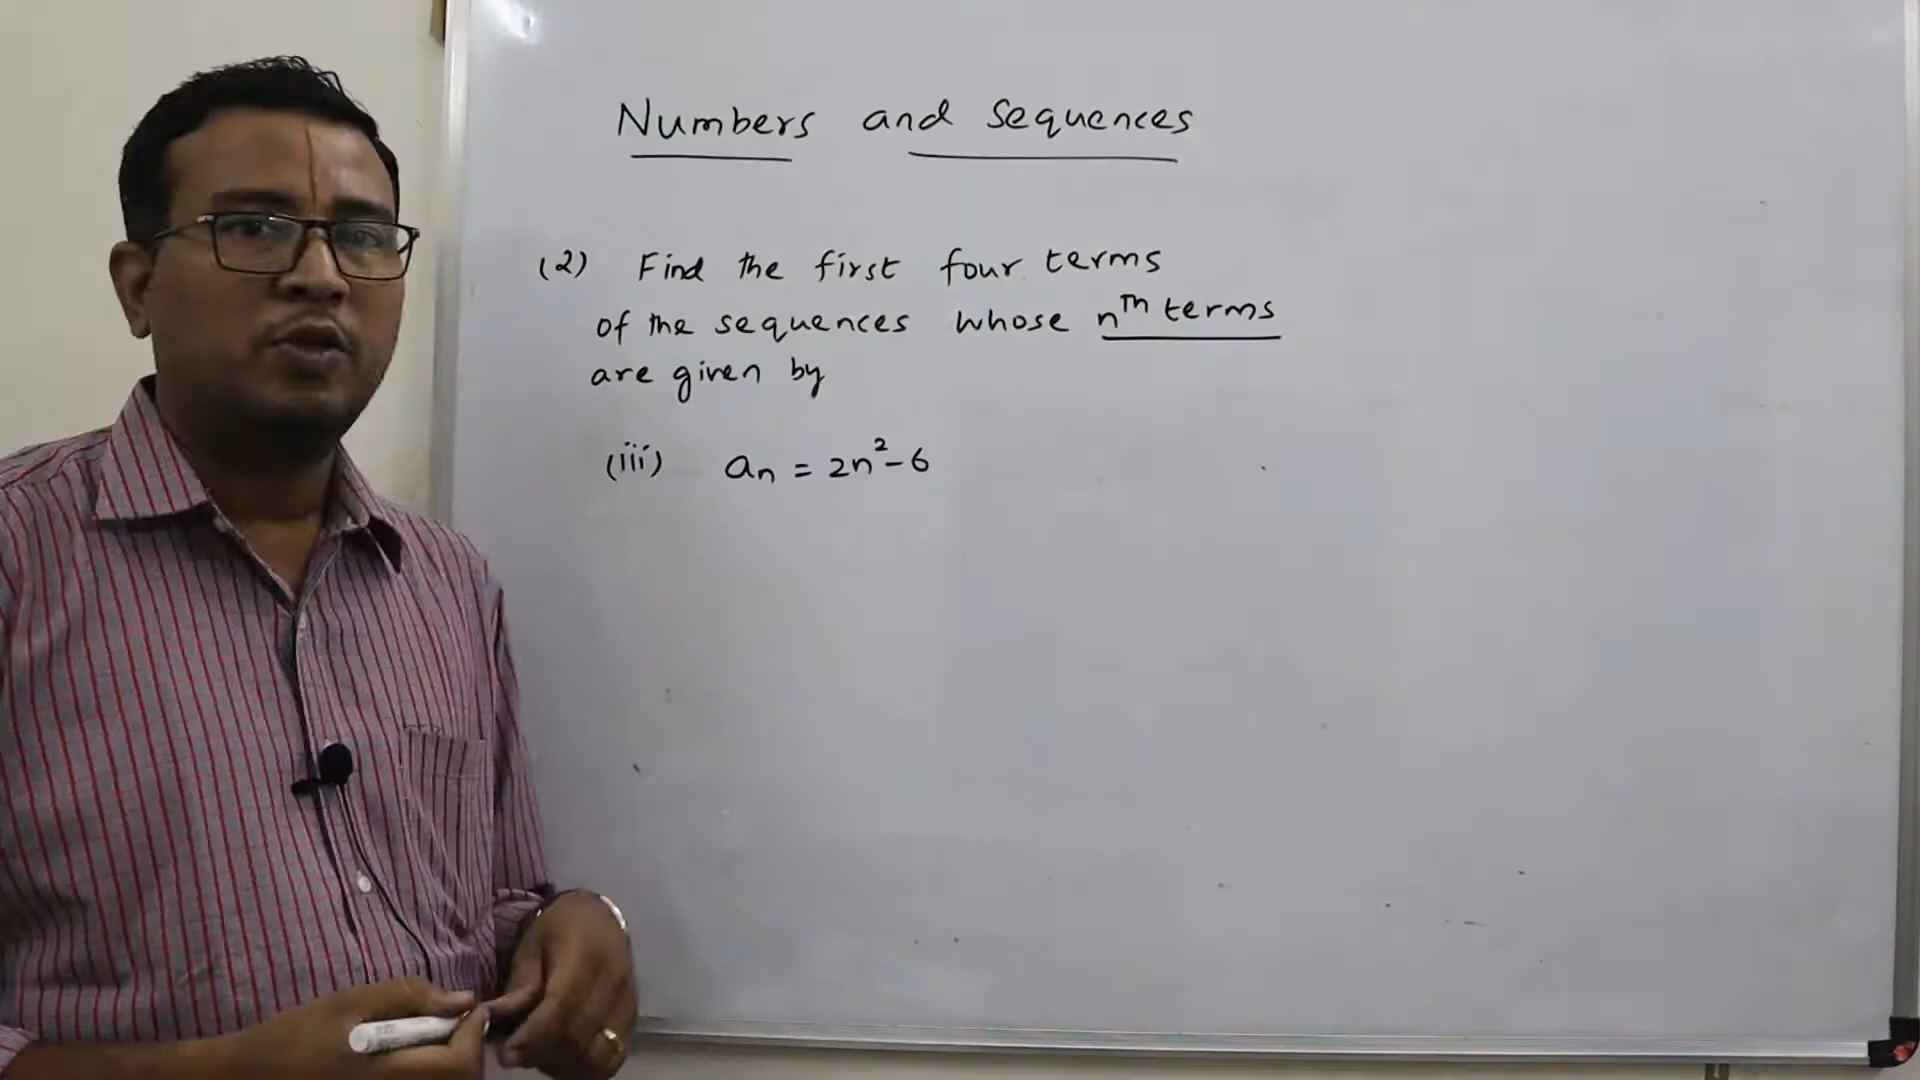 Numbers and Sequences
(2) Find the first four terms
of the sequences whose nᵀʰ terms
are given by
(iii) aₙ = 2n²-6